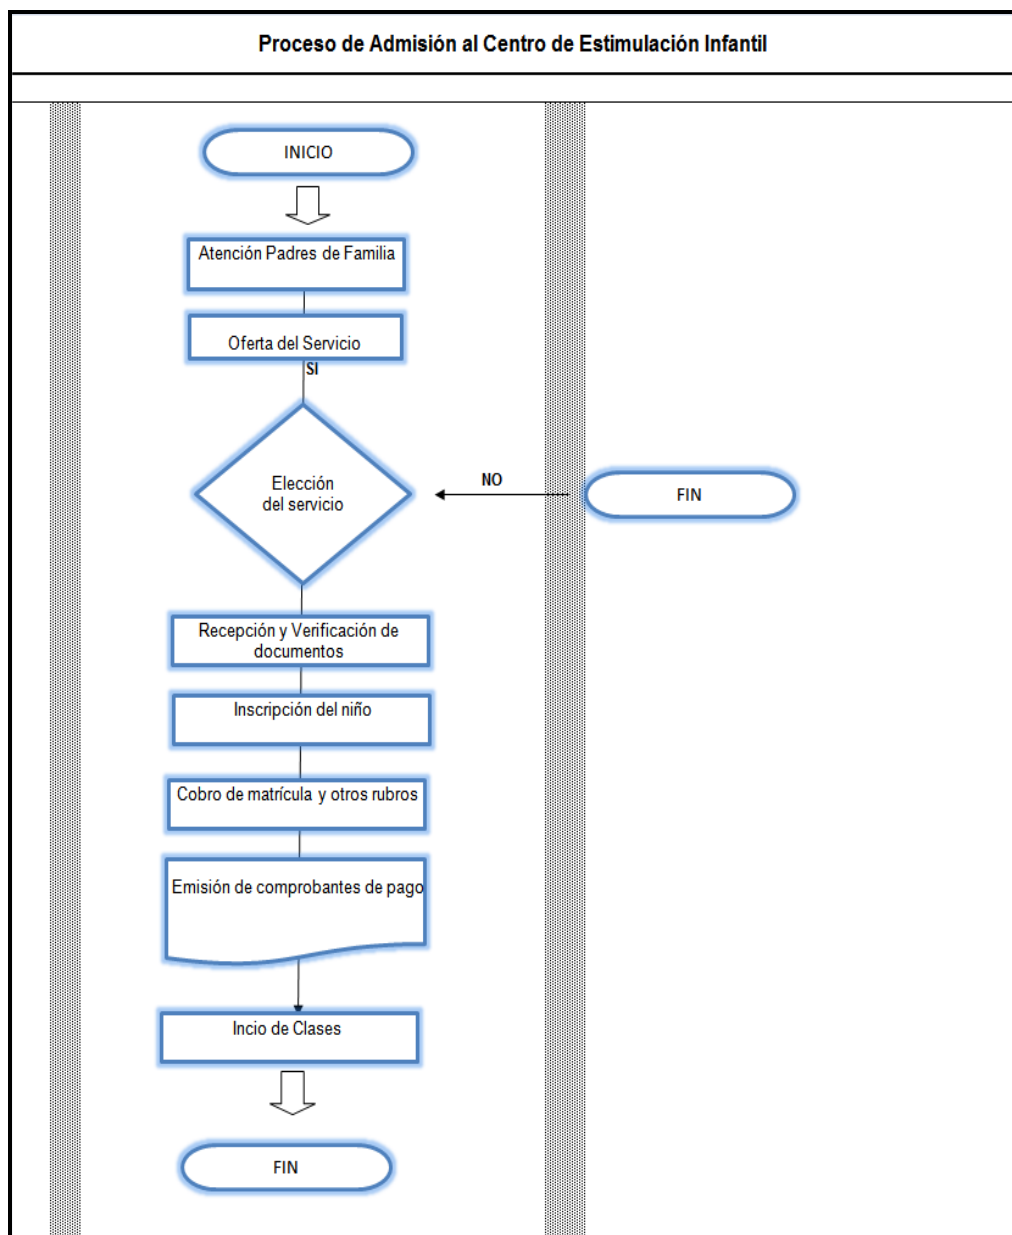 Proceso de Admisión al Centro de Estimulación Infantil
INICIO
Atención Padres de Familia
Oferta del Servicio
SI
Elección
del servicio
NO
FIN
Recepción y Verificación de
documentos
Inscripción del niño
Cobro de matrícula y otros rubros
Emisión de comprobantes de pago
Incio de Clases
FIN